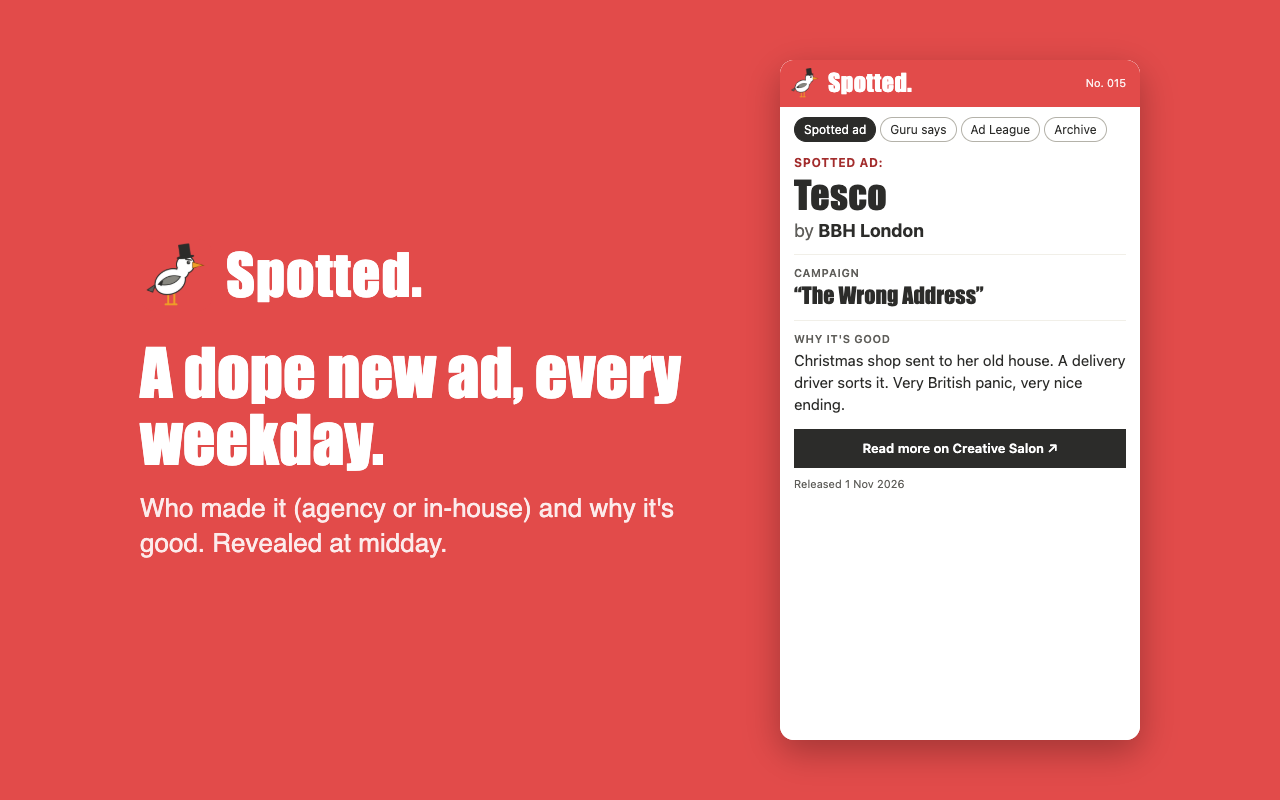 Spotted.
A dope new ad, every
weekday.
Who made it (agency or in-house) and why it's
good. Revealed at midday.
Spotted.
No. 015
Spotted ad
Guru says
Ad League
Archive
SPOTTED AD:
Tesco
by BBH London
CAMPAIGN
“The Wrong Address”
WHY IT'S GOOD
Christmas shop sent to her old house. A delivery
driver sorts it. Very British panic, very nice
ending.
Read more on Creative Salon ↗
Released 1 Nov 2026